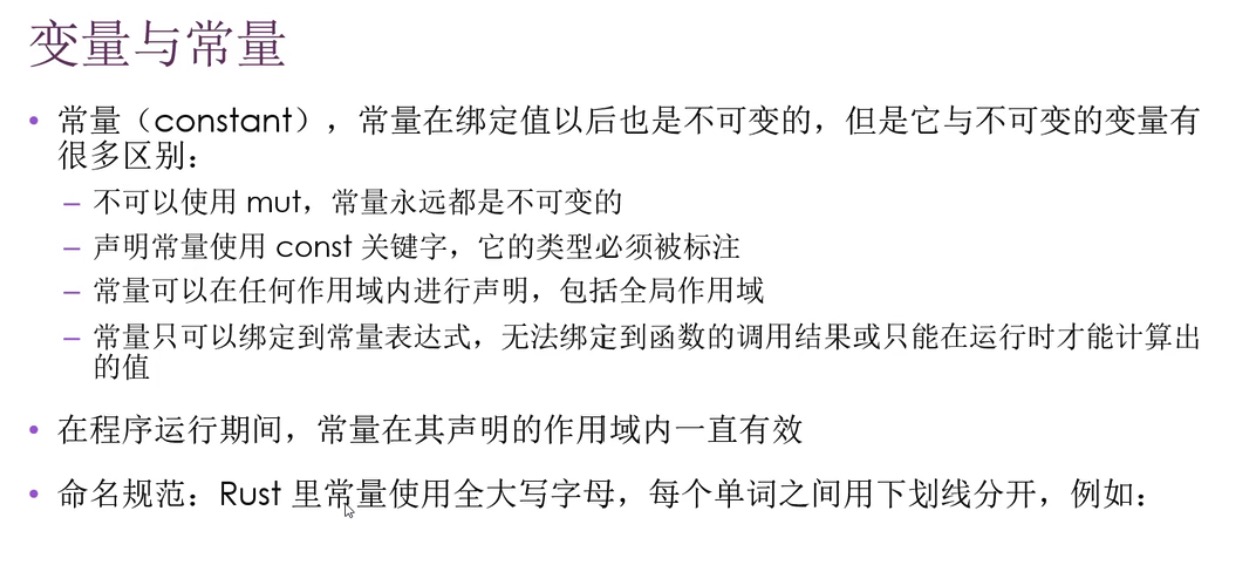 变量与常量
• 常量（constant），常量在绑定值以后也是不可变的，但是它与不可变的变量有
很多区别：
– 不可以使用 mut，常量永远都是不可变的
– 声明常量使用 const 关键字，它的类型必须被标注
– 常量可以在任何作用域内进行声明，包括全局作用域
– 常量只可以绑定到常量表达式，无法绑定到函数的调用结果或只能在运行时才能计算出
的值
• 在程序运行期间，常量在其声明的作用域内一直有效
• 命名规范：Rust 里常量使用全大写字母，每个单词之间用下划线分开，例如：